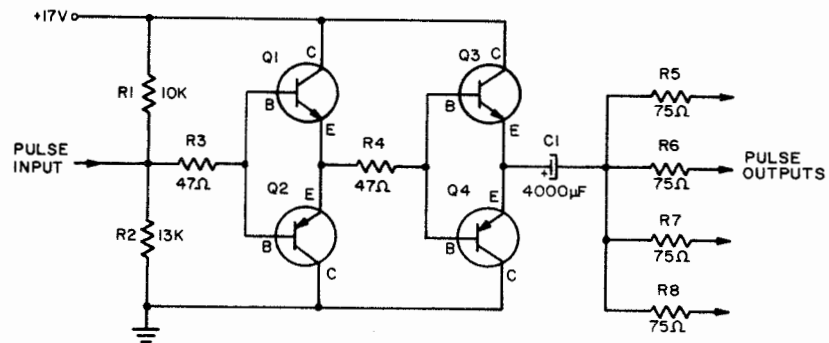 +17V
R1
10K
PULSE
INPUT
R2
13K
R3
47Ω
Q1
C
B
E
Q2
E
B
C
R4
47Ω
Q3
C
B
E
Q4
E
B
C
C1
+
4000µF
R5
75Ω
R6
75Ω
R7
75Ω
R8
75Ω
PULSE
OUTPUTS